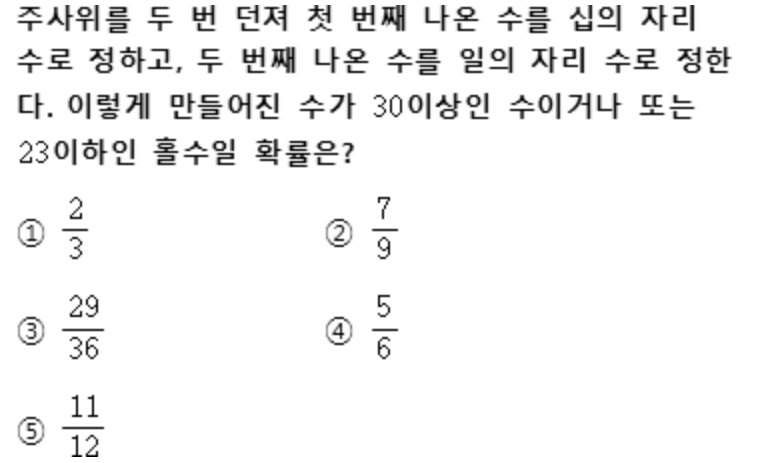 주사위를 두 번 던져 첫 번째 나온 수를 십의 자리
수로 정하고, 두 번째 나온 수를 일의 자리 수로 정한
다. 이렇게 만들어진 수가 30이상인 수이거나 또는
23이하인 홀수일 확률은?
① 2/3 ② 7/9
③ 29/36 ④ 5/6
⑤ 11/12